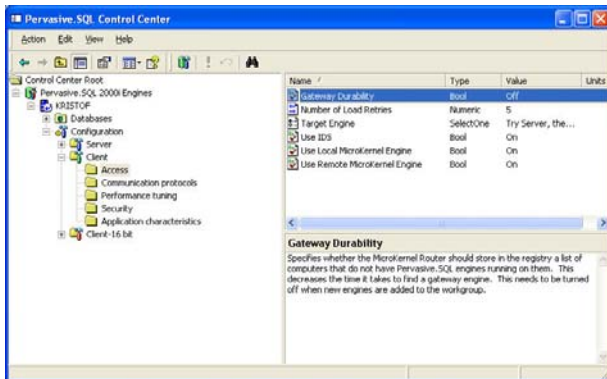 Pervasive.SQL Control Center
Action Edit View Help
Control Center Root
Pervasive.SQL 2000i Engines
KRISTOF
Databases
Configuration
Server
Client
Access
Communication protocols
Performance tuning
Security
Application characteristics
Client-16 bit
Name / Type Value Units
Gateway Durability Bool Off
Number of Load Retries Numeric 5
Target Engine SelectOne Try Server, the...
Use IDS Bool On
Use Local MicroKernel Engine Bool On
Use Remote MicroKernel Engine Bool On
Gateway Durability
Specifies whether the MicroKernel Router should store in the registry a list of
computers that do not have Pervasive.SQL engines running on them. This
decreases the time it takes to find a gateway engine. This needs to be turned
off when new engines are added to the workgroup.